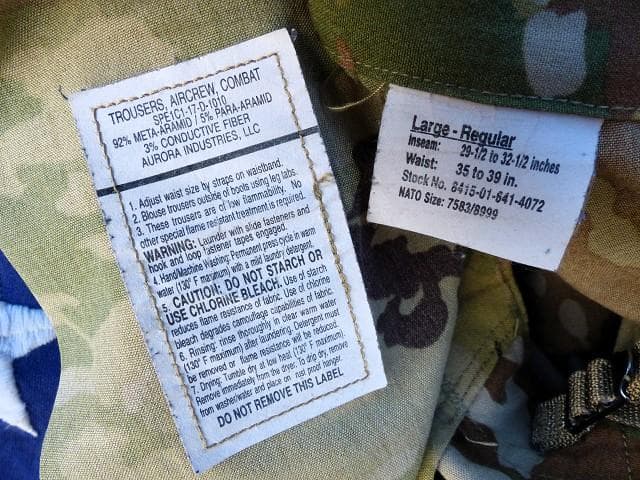 TROUSERS, AIRCREW, COMBAT
SPE1C1-17-D-1010
92% META-ARAMID / 5% PARA-ARAMID
3% CONDUCTIVE FIBER
AURORA INDUSTRIES, LLC
1. Adjust waist size by straps on waistband.
2. Blouse trousers outside of boots using leg tabs.
3. These trousers are of low flammability. No
other special flame resistant treatment is required.
WARNING: Launder with slide fasteners and
hook and loop fastener tapes engaged.
4. Hand/Machine Washing: Permanent press cycle in warm
water (130° F maximum) with a mild laundry detergent.
5. CAUTION: DO NOT STARCH OR
USE CHLORINE BLEACH. Use of starch
reduces flame resistance of fabric. Use of chlorine
bleach degrades camouflage capabilities of fabric.
6. Rinsing: rinse thoroughly in clear warm water
(130° F maximum) after laundering. Detergent must
be removed or flame resistance will be reduced.
7. Drying: Tumble dry at low heat (130° F maximum).
Remove immediately from the dryer. To drip dry, remove
from washer/water and place on rust proof hanger.
DO NOT REMOVE THIS LABEL
Large - Regular
Inseam: 29-1/2 to 32-1/2 inches
Waist: 35 to 39 in.
Stock No. 8415-01-641-4072
NATO Size: 7583/8999